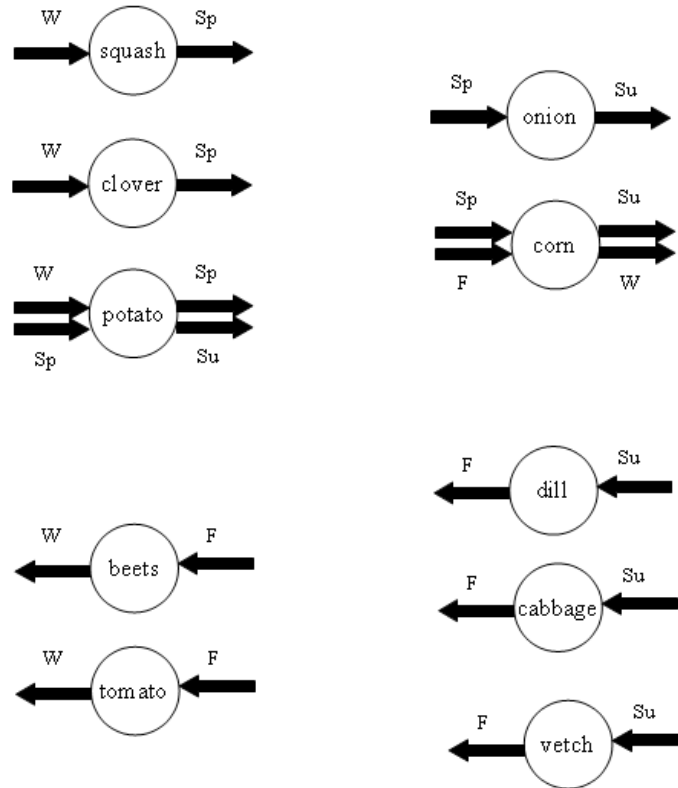 W Sp
squash
W Sp
clover
W Sp
potato
Sp Su
Sp Su
onion
Sp Su
corn
F W
W F
beets
W F
tomato
F Su
dill
F Su
cabbage
F Su
vetch